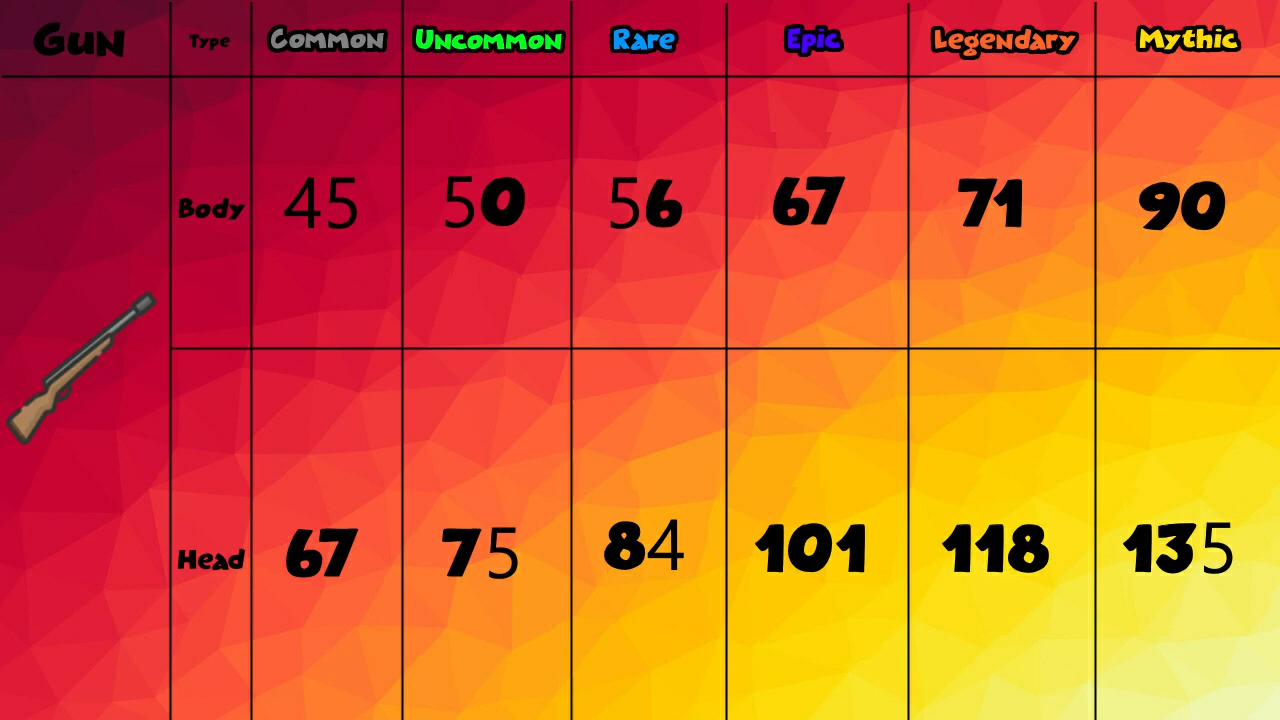 Gun Type Common Uncommon Rare Epic Legendary Mythic
Body 45 50 56 67 71 90
Head 67 75 84 101 118 135